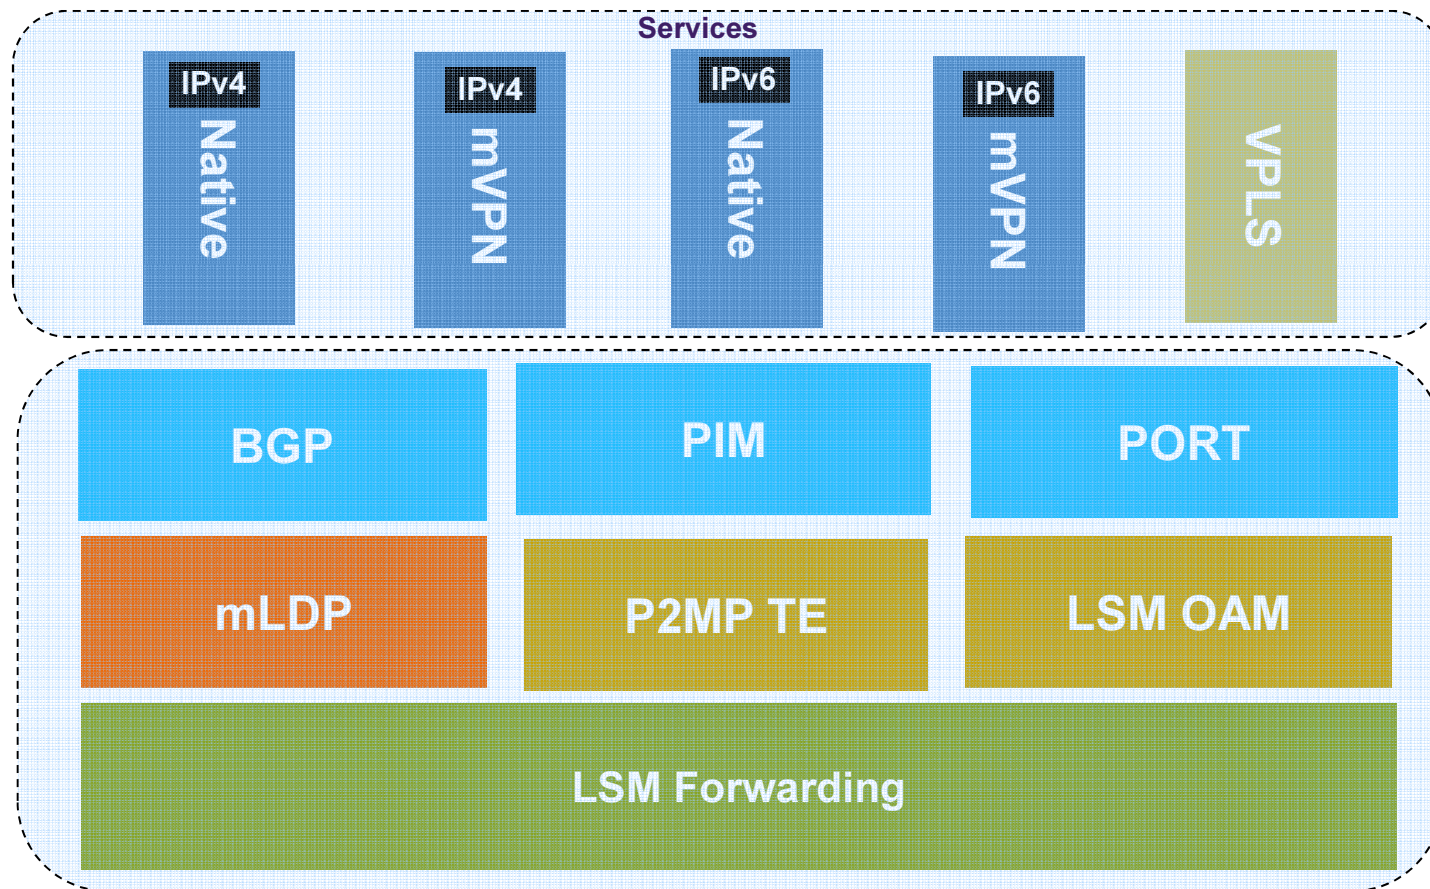 Services
IPv4
Native
IPv4
mVPN
IPv6
Native
IPv6
mVPN
VPLS
BGP
PIM
PORT
mLDP
P2MP TE
LSM OAM
LSM Forwarding